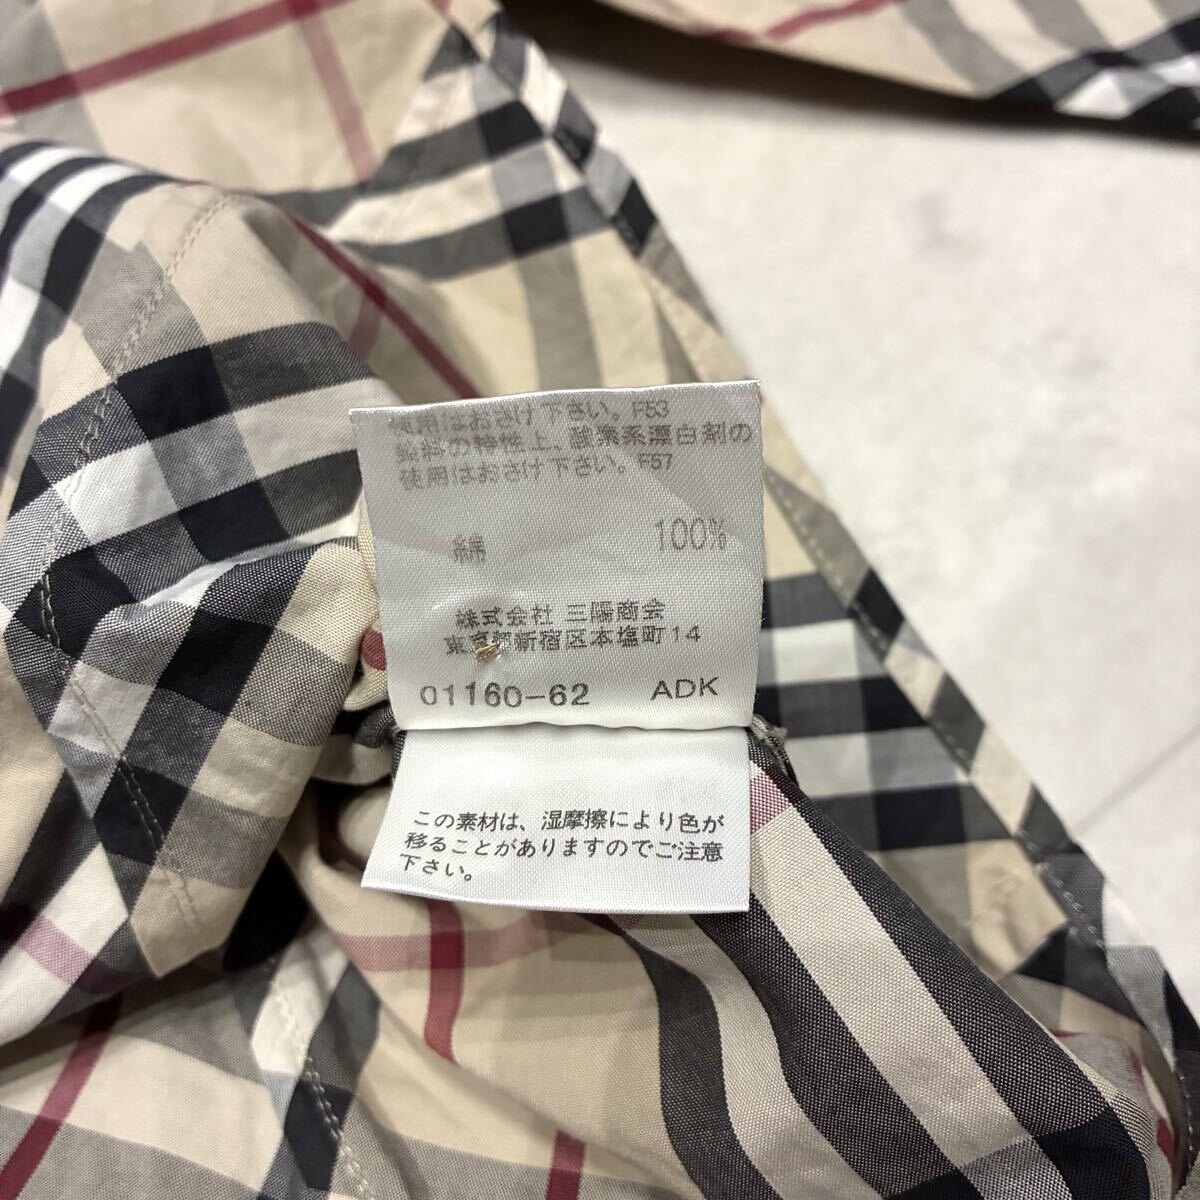 使用はおさけ下さい。F53
染料の特性上、酸素系漂白剤の
使用はおさけ下さい。F57
綿 100%
株式会社 三陽商会
東京都新宿区本塩町14
01160-62 ADK
この素材は、湿摩擦により色が
移ることがありますのでご注意
下さい。